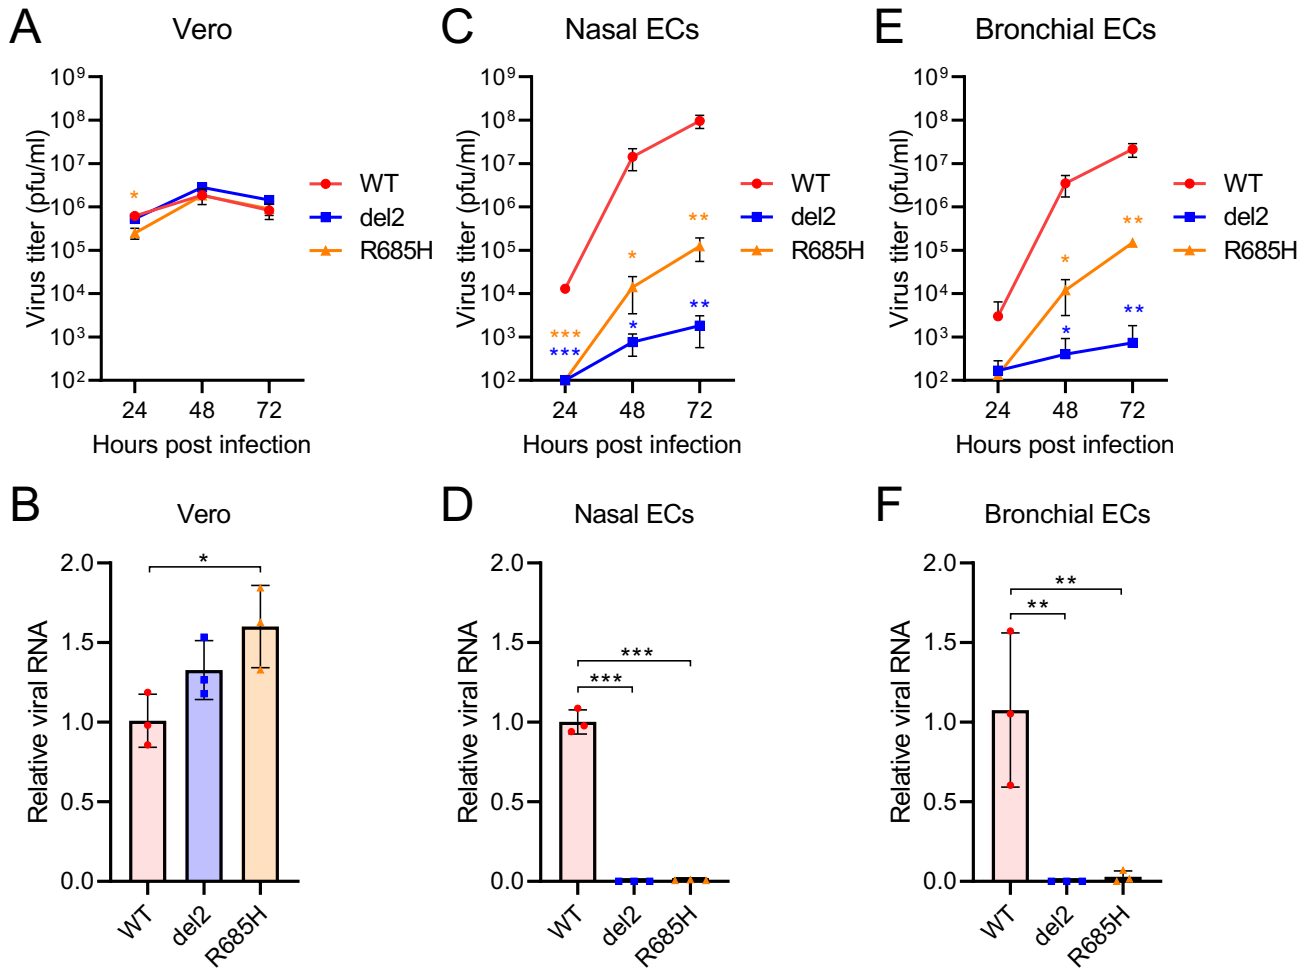 A
Vero
10⁹
10⁸
10⁷
10⁶
10⁵
10⁴
10³
10²
Virus titer (pfu/ml)
*
WT
del2
R685H
24
48
72
Hours post infection
C
Nasal ECs
10⁹
10⁸
10⁷
10⁶
10⁵
10⁴
10³
10²
Virus titer (pfu/ml)
***
***
*
*
**
**
WT
del2
R685H
24
48
72
Hours post infection
E
Bronchial ECs
10⁹
10⁸
10⁷
10⁶
10⁵
10⁴
10³
10²
Virus titer (pfu/ml)
*
*
**
**
WT
del2
R685H
24
48
72
Hours post infection
B
Vero
2.0
1.5
1.0
0.5
0.0
Relative viral RNA
*
WT
del2
R685H
D
Nasal ECs
2.0
1.5
1.0
0.5
0.0
Relative viral RNA
***
***
WT
del2
R685H
F
Bronchial ECs
2.0
1.5
1.0
0.5
0.0
Relative viral RNA
**
**
WT
del2
R685H